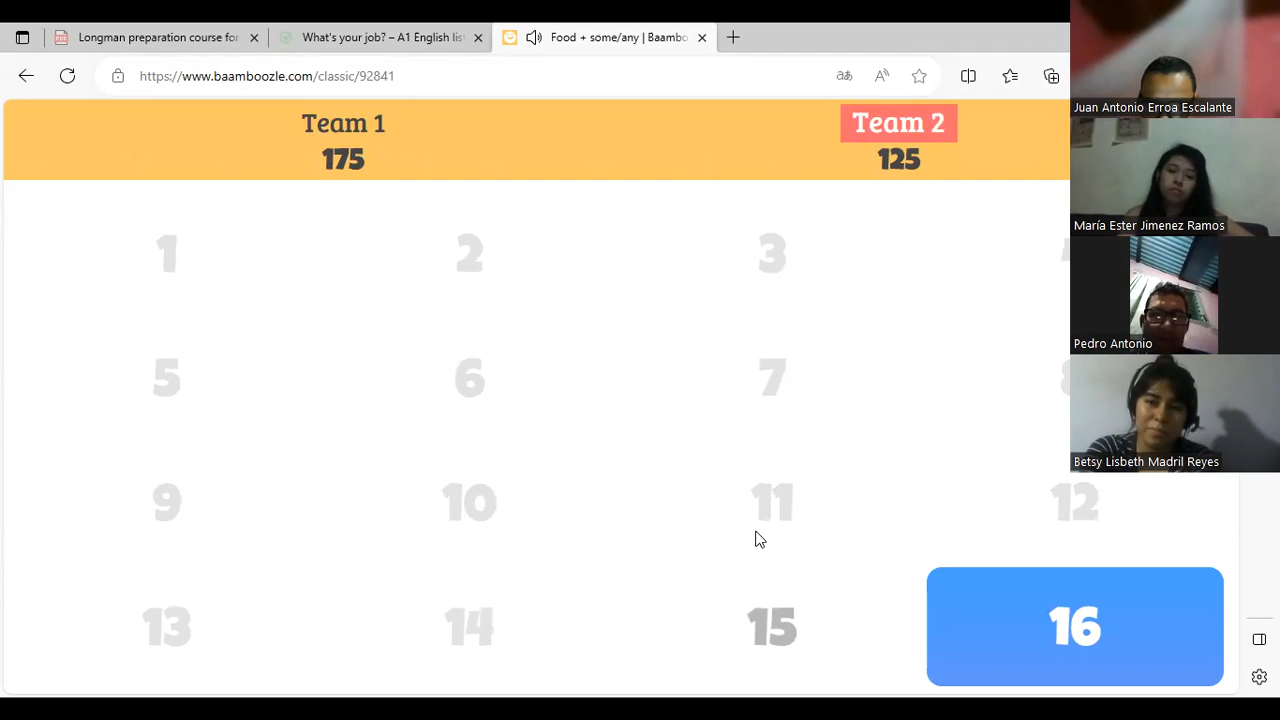 Longman preparation course for
What's your job? – A1 English lis
Food + some/any | Baambo
https://www.baamboozle.com/classic/92841
Team 1
Team 2
175
125
1
2
3
5
6
7
9
10
11
12
13
14
15
16
Juan Antonio Erroa Escalante
María Ester Jimenez Ramos
Pedro Antonio
Betsy Lisbeth Madril Reyes